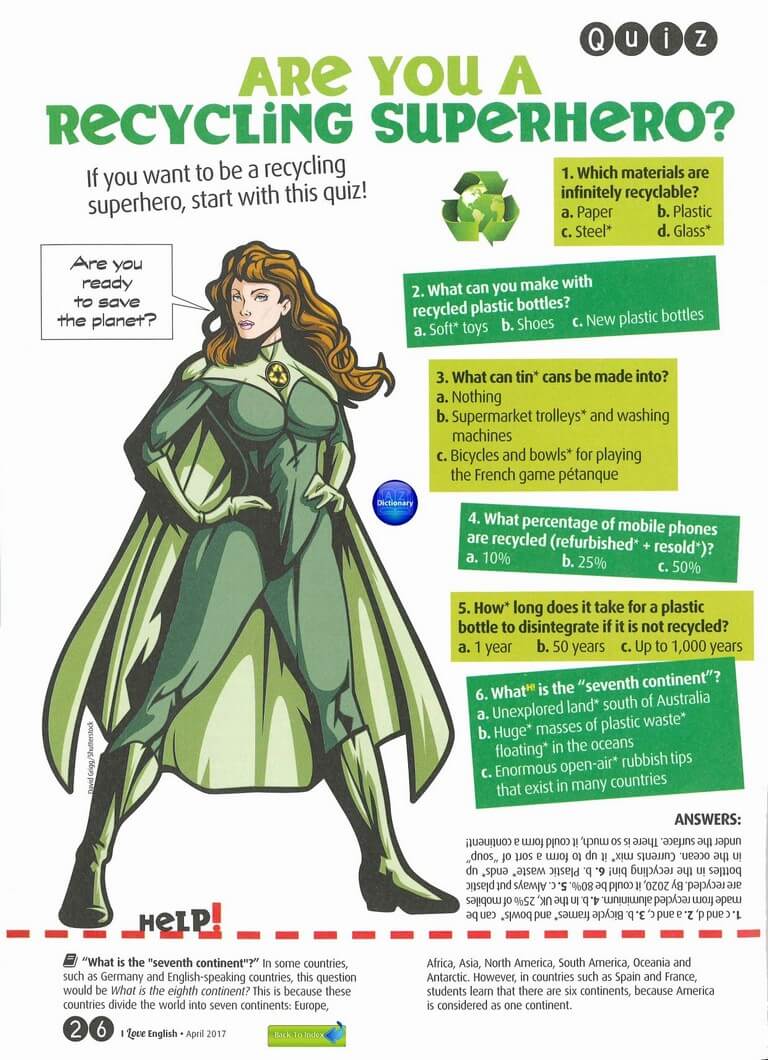 Quiz
ARE YOU A
RECYCLING SUPERHERO?
If you want to be a recycling
superhero, start with this quiz!
1. Which materials are
infinitely recyclable?
a. Paper b. Plastic
c. Steel* d. Glass*
Are you
ready
to save
the planet?
2. What can you make with
recycled plastic bottles?
a. Soft* toys b. Shoes c. New plastic bottles
3. What can tin* cans be made into?
a. Nothing
b. Supermarket trolleys* and washing
machines
c. Bicycles and bowls* for playing
the French game pétanque
A Z
Dictionary
4. What percentage of mobile phones
are recycled (refurbished* + resold*)?
a. 10% b. 25% c. 50%
5. How* long does it take for a plastic
bottle to disintegrate if it is not recycled?
a. 1 year b. 50 years c. Up to 1,000 years
6. What H! is the “seventh continent”?
a. Unexplored land* south of Australia
b. Huge* masses of plastic waste*
floating* in the oceans
c. Enormous open-air* rubbish tips
that exist in many countries
David Grigg/Shutterstock
ANSWERS:
1. c and d, 2. a and c, 3. b. Bicycle frames* and bowls* can be
made from recycled aluminium. 4. b. In the UK, 25% of mobiles
are recycled. By 2020, it could be 80%. 5. c. Always put plastic
bottles in the recycling bin! 6. b. Plastic waste* ends* up
in the ocean. Currents mix* it up to form a sort of “soup”
under the surface. There is so much, it could form a continent!
HELP!
“What is the "seventh continent"?” In some countries,
such as Germany and English-speaking countries, this question
would be What is the eighth continent? This is because these
countries divide the world into seven continents: Europe,
Africa, Asia, North America, South America, Oceania and
Antarctic. However, in countries such as Spain and France,
students learn that there are six continents, because America
is considered as one continent.
26 I Love English • April 2017
Back To Index